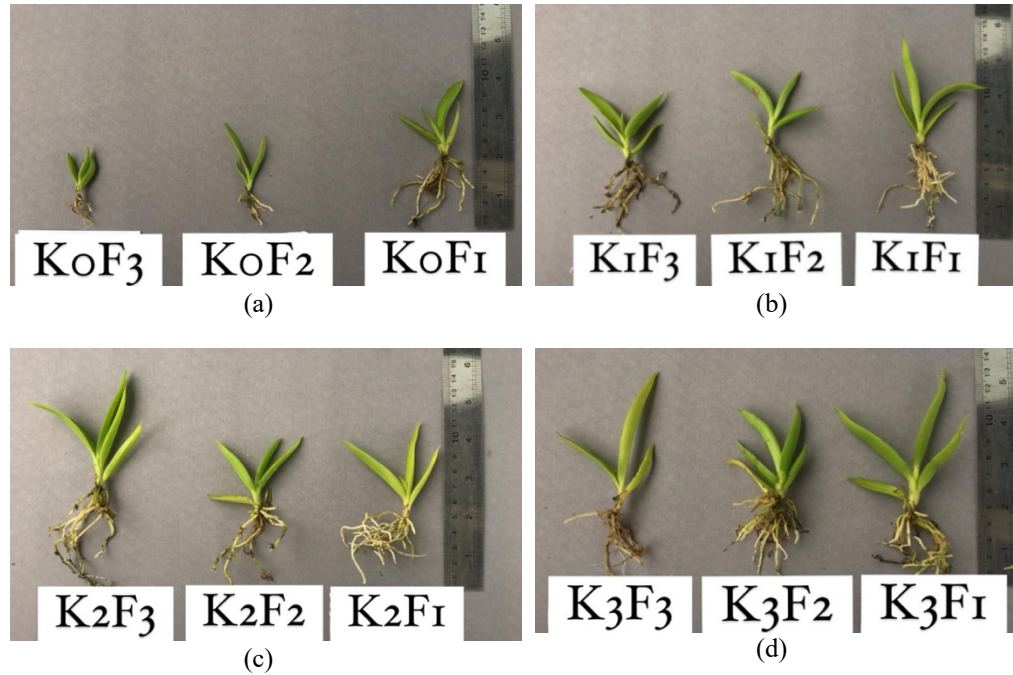 K0F3 K0F2 K0F1
(a)
K1F3 K1F2 K1F1
(b)
K2F3 K2F2 K2F1
(c)
K3F3 K3F2 K3F1
(d)